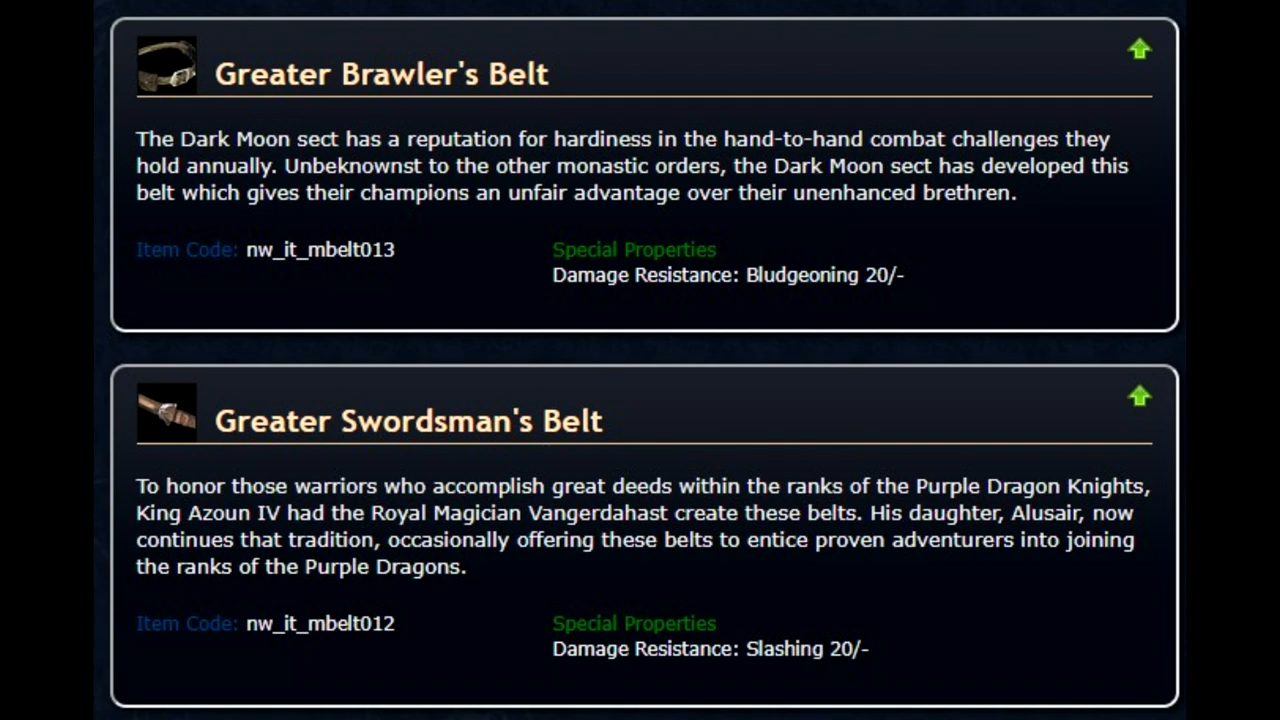 Greater Brawler's Belt
The Dark Moon sect has a reputation for hardiness in the hand-to-hand combat challenges they
hold annually. Unbeknownst to the other monastic orders, the Dark Moon sect has developed this
belt which gives their champions an unfair advantage over their unenhanced brethren.
Item Code: nw_it_mbelt013
Special Properties
Damage Resistance: Bludgeoning 20/-
Greater Swordsman's Belt
To honor those warriors who accomplish great deeds within the ranks of the Purple Dragon Knights,
King Azoun IV had the Royal Magician Vangerdahast create these belts. His daughter, Alusair, now
continues that tradition, occasionally offering these belts to entice proven adventurers into joining
the ranks of the Purple Dragons.
Item Code: nw_it_mbelt012
Special Properties
Damage Resistance: Slashing 20/-